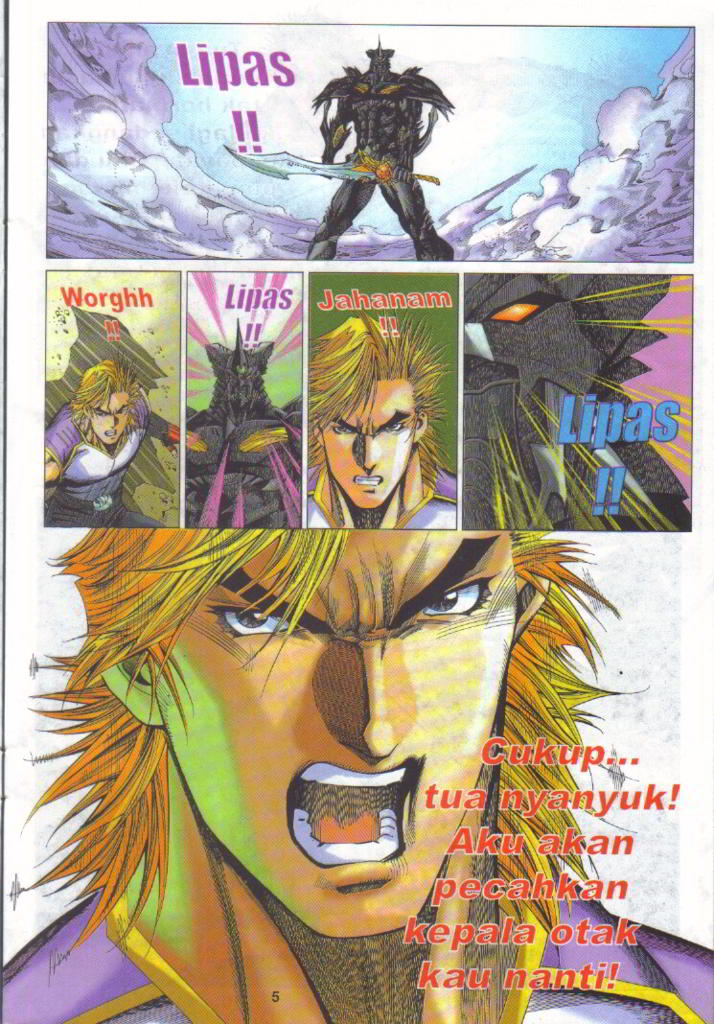 Lipas
!!
Worghh
!!
Lipas
!!
Jahanam
!!
Lipas
!!
Cukup...
tua nyanyuk!
Aku akan
pecahkan
kepala otak
kau nanti!
5